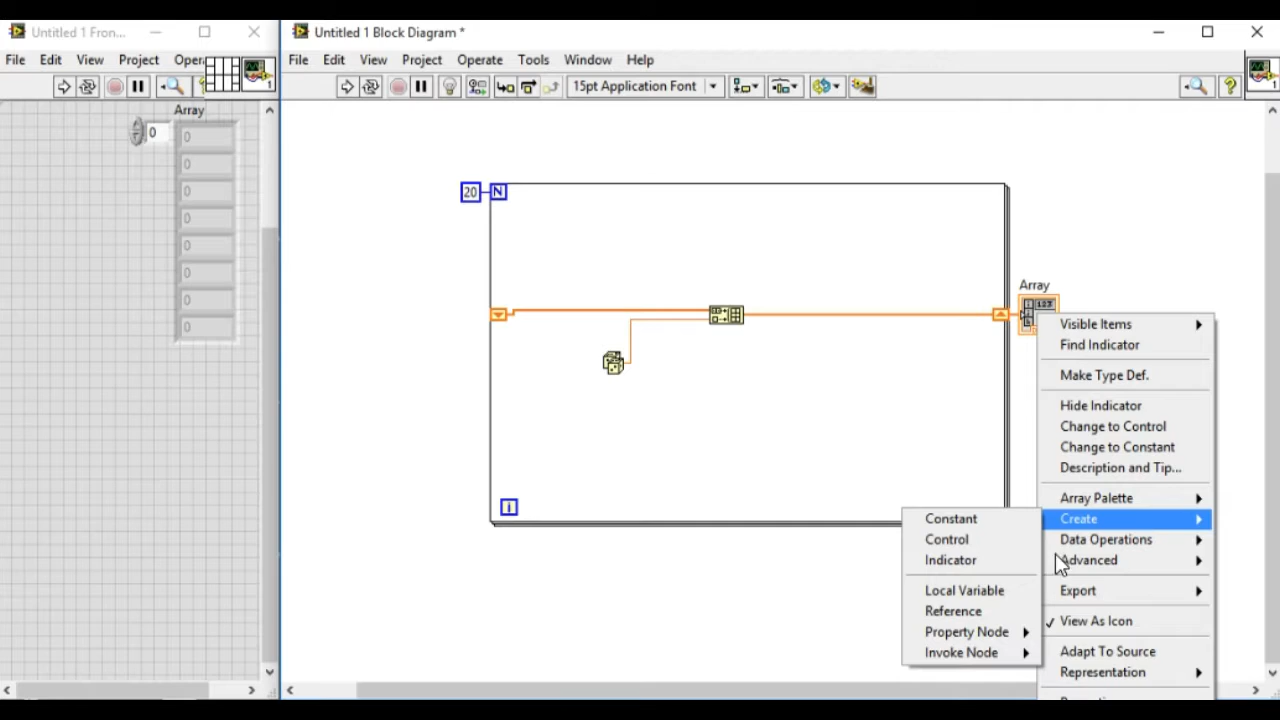 Untitled 1 Fron...
File Edit View Project Oper
1
Array
0
0
0
0
0
0
0
0
0
Untitled 1 Block Diagram *
File Edit View Project Operate Tools Window Help
15pt Application Font
?
1
20 N
i
Array
123
Visible Items
Find Indicator
Make Type Def.
Hide Indicator
Change to Control
Change to Constant
Description and Tip...
Array Palette
Create
Data Operations
Advanced
Export
View As Icon
Adapt To Source
Representation
Constant
Control
Indicator
Local Variable
Reference
Property Node
Invoke Node